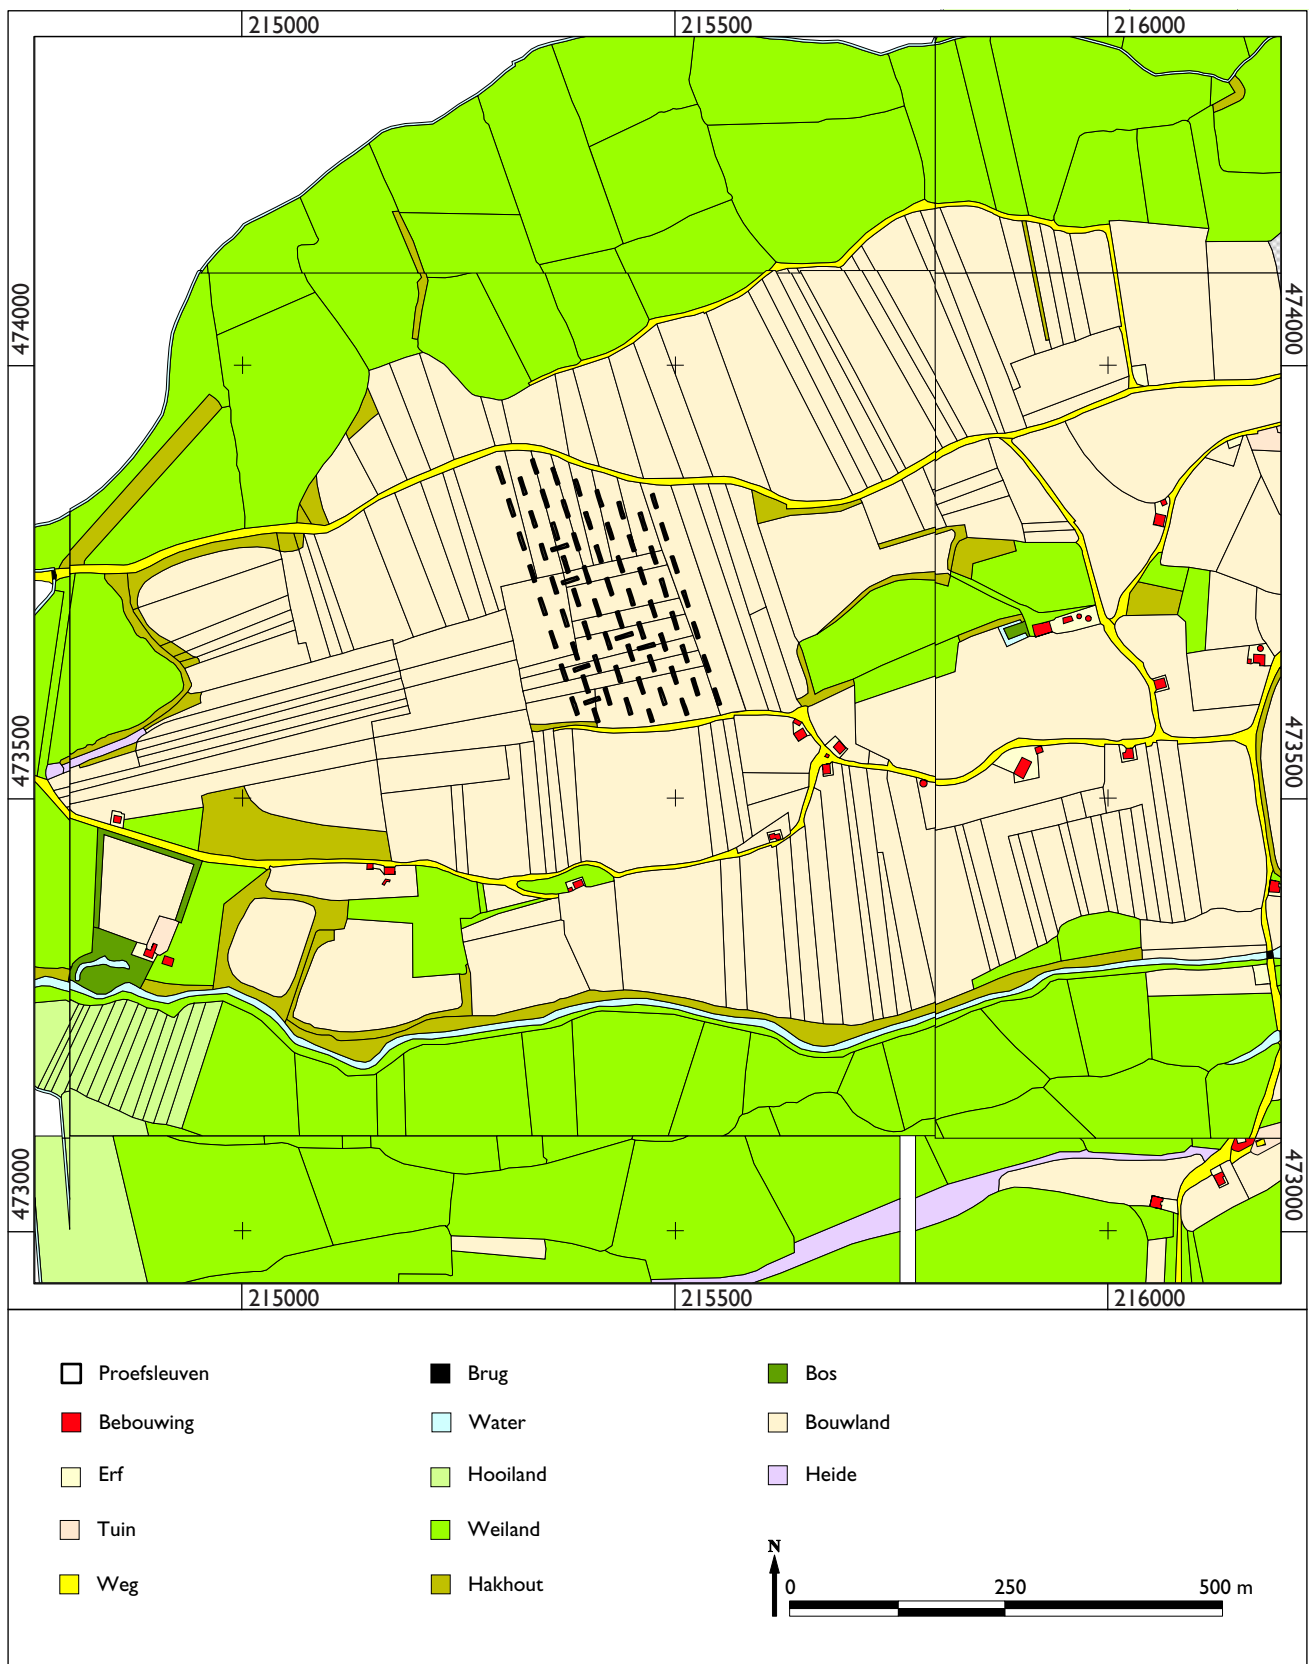 215000 215500 216000
474000 474000
473500 473500
473000 473000
215000 215500 216000
Proefsleuven Brug Bos
Bebouwing Water Bouwland
Erf Hooiland Heide
Tuin Weiland
Weg Hakhout
N
0 250 500 m